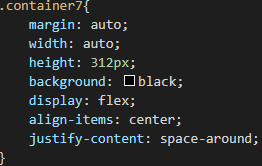 .container7{
    margin: auto;
    width: auto;
    height: 312px;
    background: black;
    display: flex;
    align-items: center;
    justify-content: space-around;
}